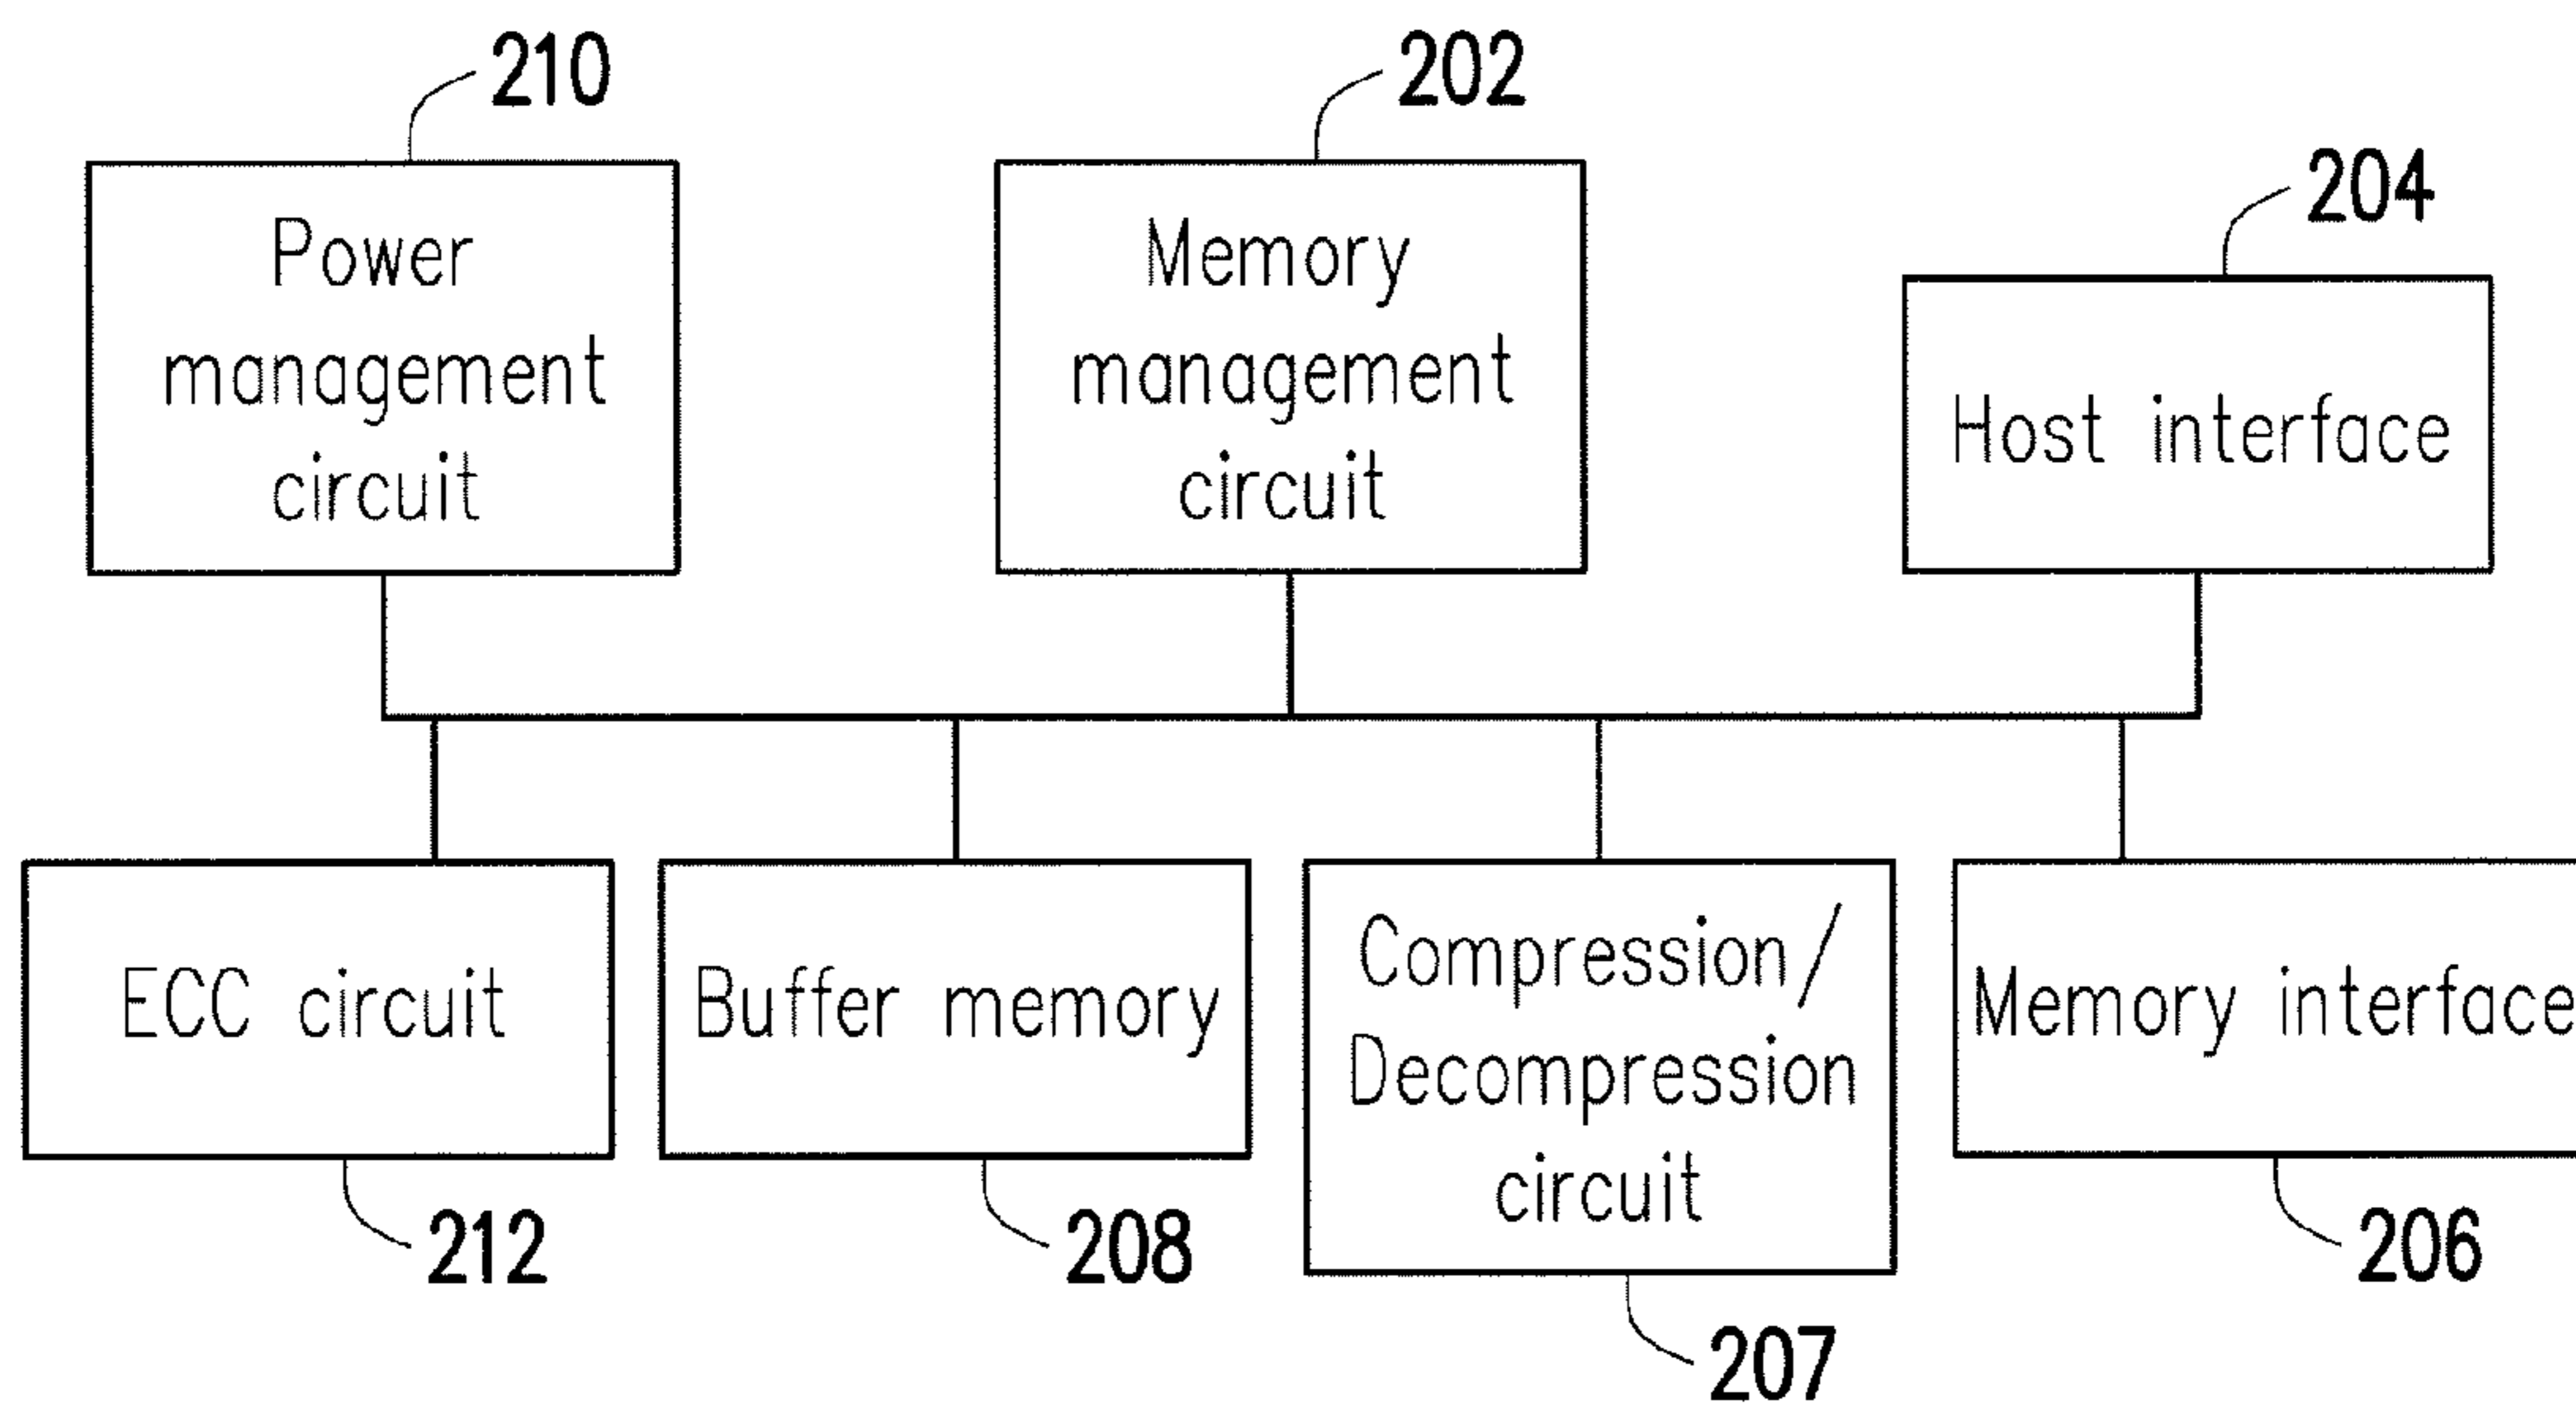 210
202
204
Power
management
circuit
Memory
management
circuit
Host interface
ECC circuit
Buffer memory
Compression/
Decompression
circuit
Memory interface
212
208
207
206